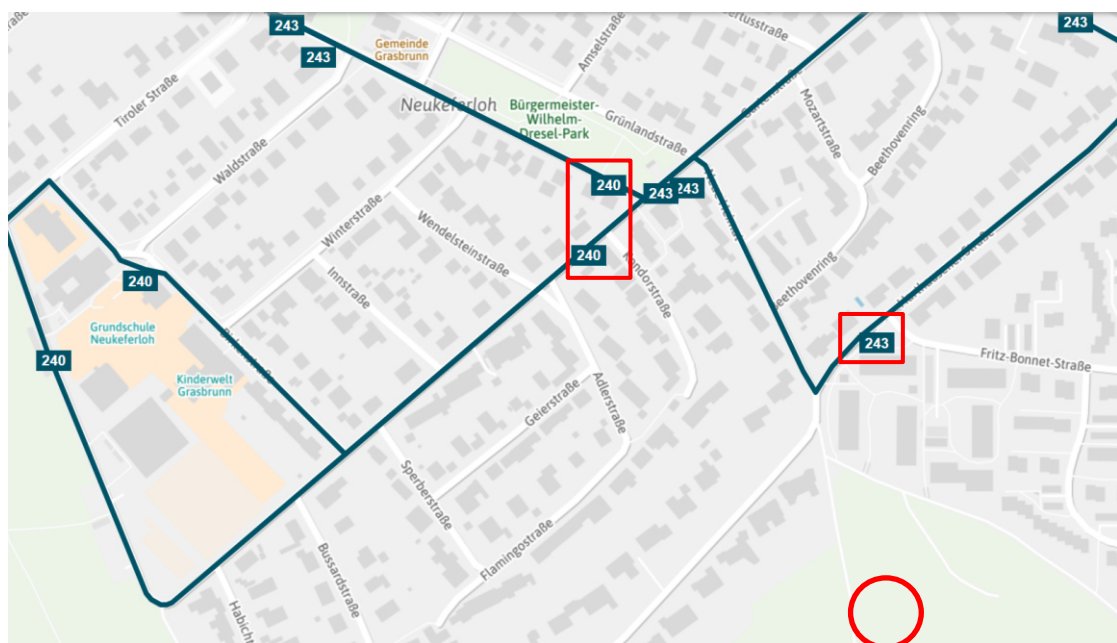 243
243
Gemeinde
Grasbrunn
Amselstraße
243
Tiroler Straße
Neukeferloh
Bürgermeister-
Wilhelm-
Dresel-Park
Grünlandstraße
Mozartstraße
Beethovenring
Waldstraße
240
243
243
Winterstraße
Wendelsteinstraße
240
Kondorstraße
Innstraße
Beethovenring
240
Grundschule
Neukeferloh
240
Kinderwelt
Grasbrunn
243
Fritz-Bonnet-Straße
Geierstraße
Adlerstraße
Sperberstraße
Flamingostraße
Bussardstraße